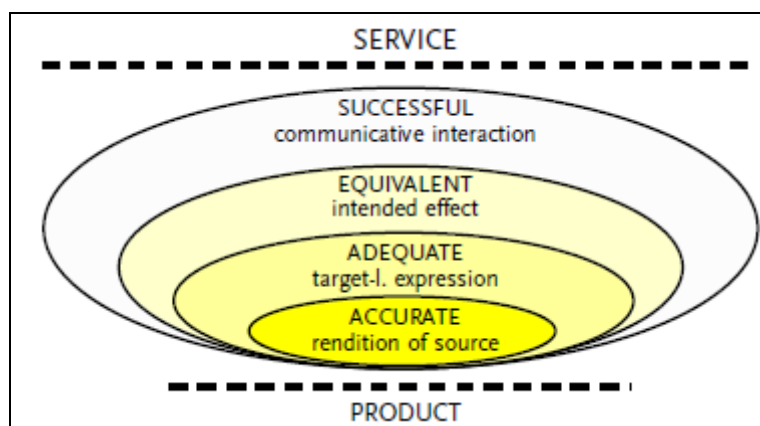 SERVICE
SUCCESSFUL
communicative interaction
EQUIVALENT
intended effect
ADEQUATE
target-l. expression
ACCURATE
rendition of source
PRODUCT